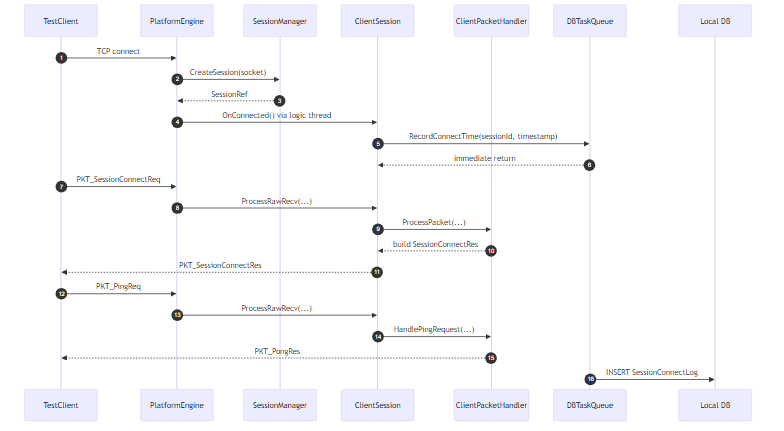 TestClient PlatformEngine SessionManager ClientSession ClientPacketHandler DBTaskQueue Local DB
1 TCP connect
2 CreateSession(socket)
SessionRef 3
4 OnConnected() via logic thread
5 RecordConnectTime(sessionId, timestamp)
immediate return 6
7 PKT_SessionConnectReq
8 ProcessRawRecv(...)
9 ProcessPacket(...)
build SessionConnectRes 10
PKT_SessionConnectRes 11
12 PKT_PingReq
13 ProcessRawRecv(...)
14 HandlePingRequest(...)
PKT_PongRes 15
16 INSERT SessionConnectLog
TestClient PlatformEngine SessionManager ClientSession ClientPacketHandler DBTaskQueue Local DB